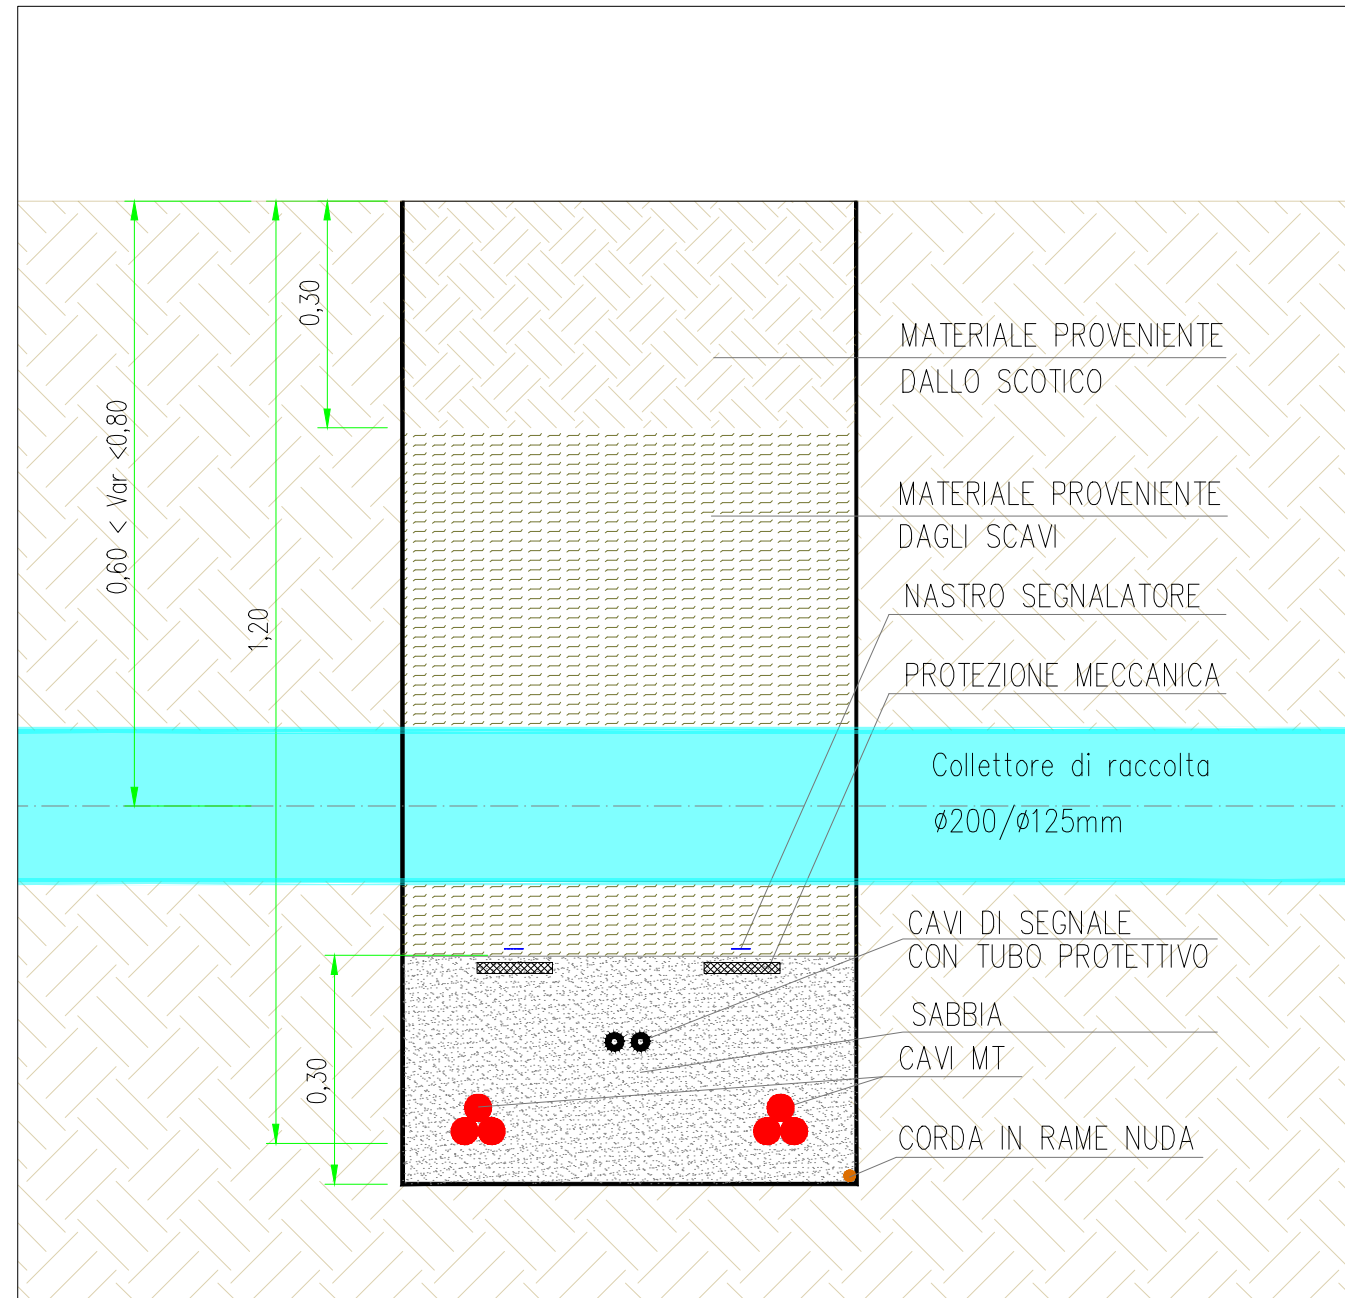 0,30
0,60 < Var <0,80
1,20
0,30
MATERIALE PROVENIENTE
DALLO SCOTICO
MATERIALE PROVENIENTE
DAGLI SCAVI
NASTRO SEGNALATORE
PROTEZIONE MECCANICA
Collettore di raccolta
Ø200/Ø125mm
CAVI DI SEGNALE
CON TUBO PROTETTIVO
SABBIA
CAVI MT
CORDA IN RAME NUDA